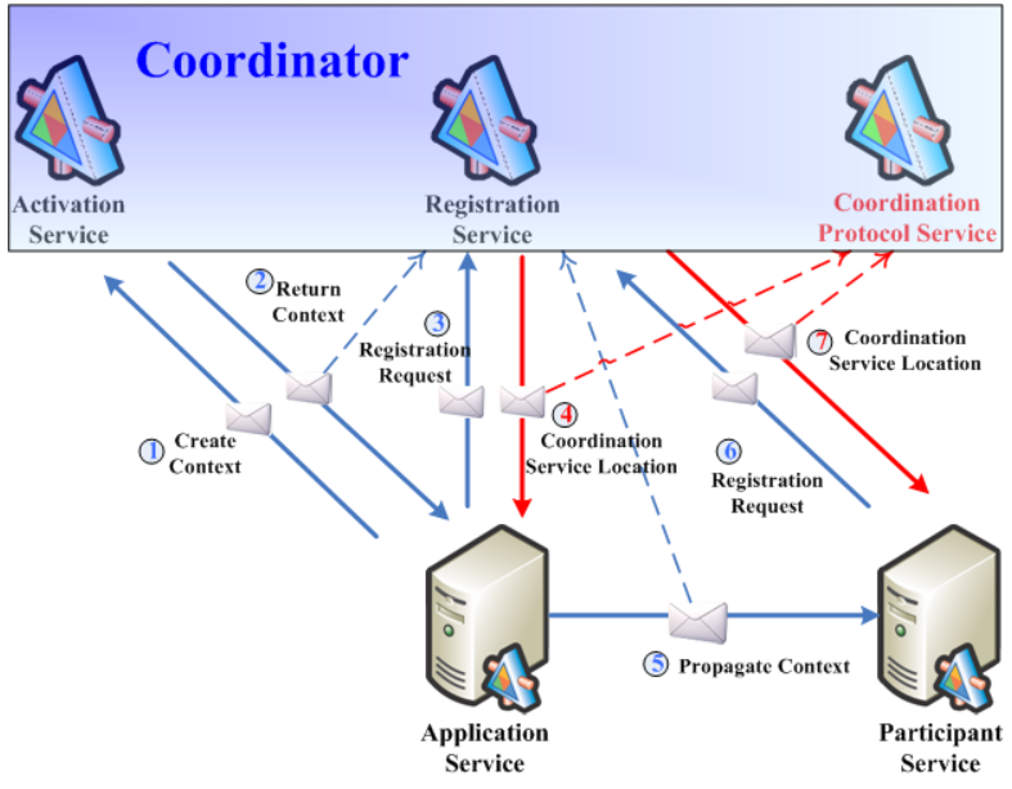 Coordinator
Activation
Service
Registration
Service
Coordination
Protocol Service
2 Return
Context
3
Registration
Request
7 Coordination
Service Location
1 Create
Context
4
Coordination
Service Location
6
Registration
Request
5 Propagate Context
Application
Service
Participant
Service